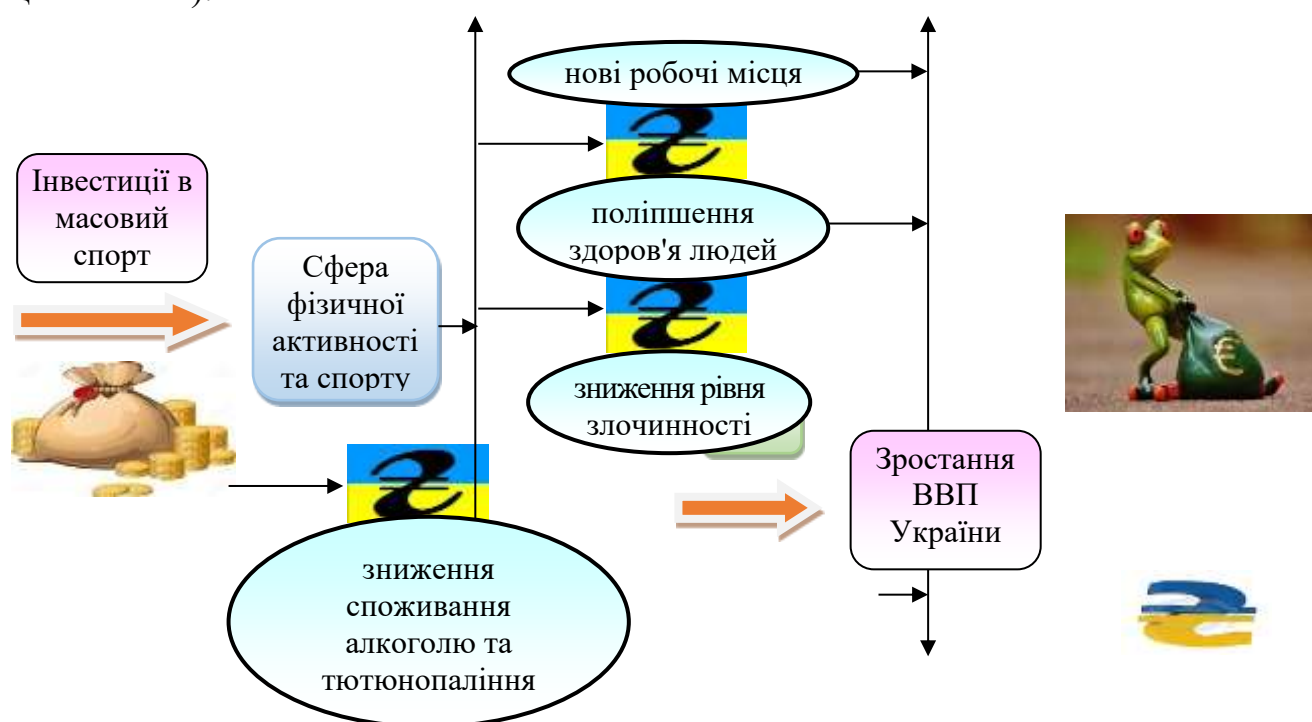 нові робочі місця
Інвестиції в
масовий
спорт
поліпшення
здоров'я людей
Сфера
фізичної
активності
та спорту
зниження рівня
злочинності
Зростання
ВВП
України
зниження
споживання
алкоголю та
тютюнопаління